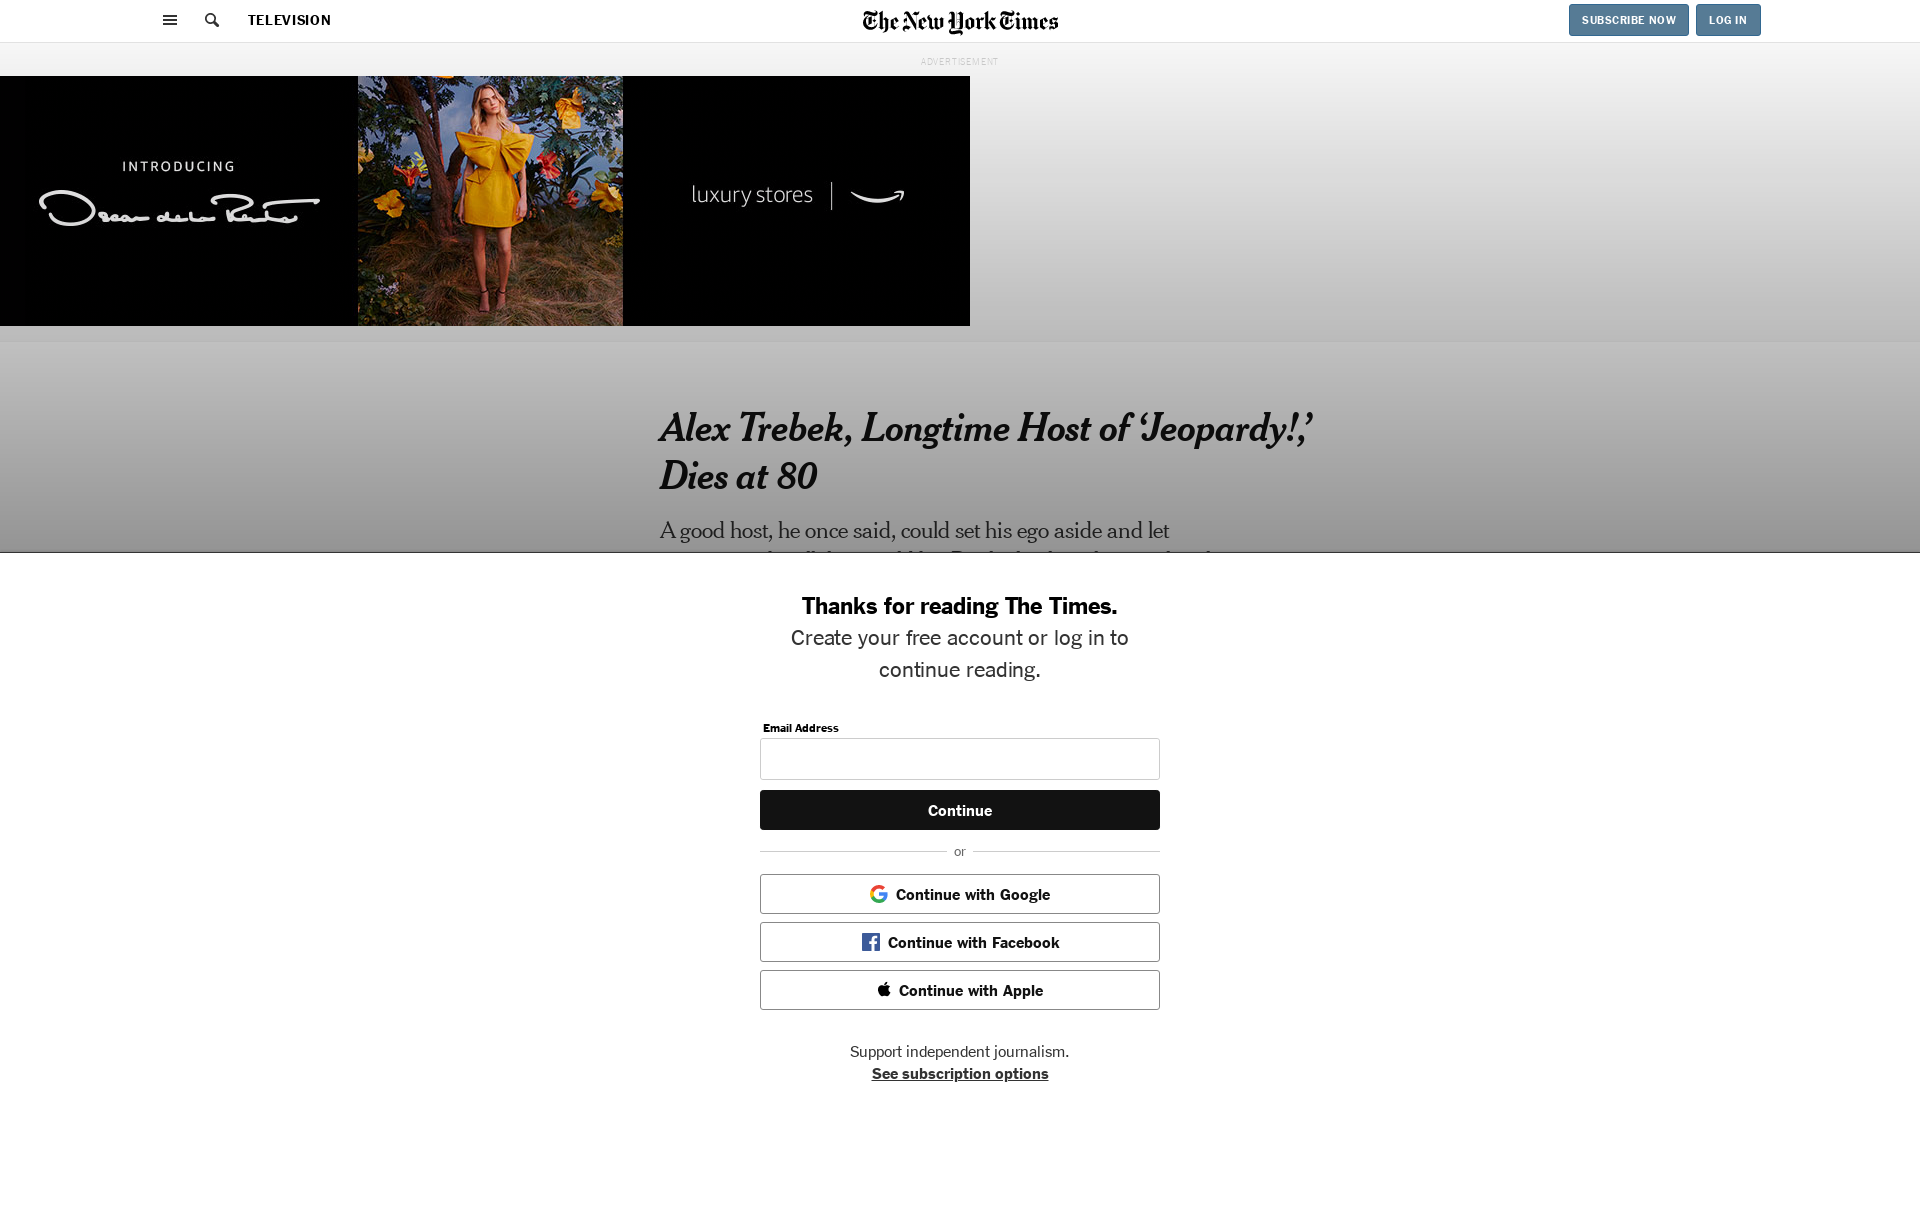 TELEVISION
The New York Times
SUBSCRIBE NOW
LOG IN
ADVERTISEMENT
INTRODUCING
Oscar de la Renta
luxury stores
Alex Trebek, Longtime Host of ‘Jeopardy!,’
Dies at 80
A good host, he once said, could set his ego aside and let
Thanks for reading The Times.
Create your free account or log in to
continue reading.
Email Address
Continue
or
Continue with Google
Continue with Facebook
Continue with Apple
Support independent journalism.
See subscription options